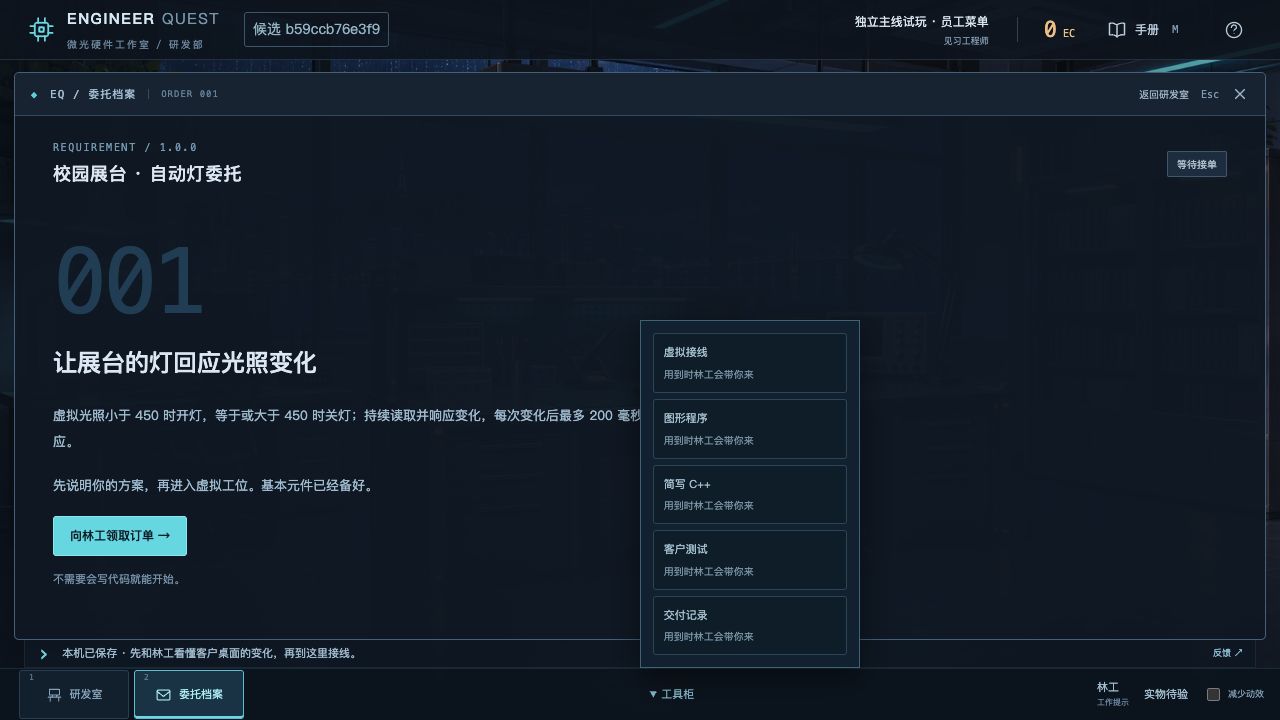 ENGINEER QUEST
微光硬件工作室 / 研发部
候选 b59ccb76e3f9
独立主线试玩 · 员工菜单
见习工程师
0 EC
手册 M
EQ / 委托档案
ORDER 001
返回研发室 Esc
REQUIREMENT / 1.0.0
校园展台 · 自动灯委托
等待接单
001
让展台的灯回应光照变化
虚拟光照小于 450 时开灯，等于或大于 450 时关灯；持续读取并响应变化，每次变化后最多 200 毫秒
应。
先说明你的方案，再进入虚拟工位。基本元件已经备好。
向林工领取订单 →
不需要会写代码就能开始。
虚拟接线
用到时林工会带你来
图形程序
用到时林工会带你来
简写 C++
用到时林工会带你来
客户测试
用到时林工会带你来
交付记录
用到时林工会带你来
本机已保存 · 先和林工看懂客户桌面的变化，再到这里接线。
反馈 ↗
1 研发室
2 委托档案
▼ 工具柜
林工
工作提示
实物待验
减少动效